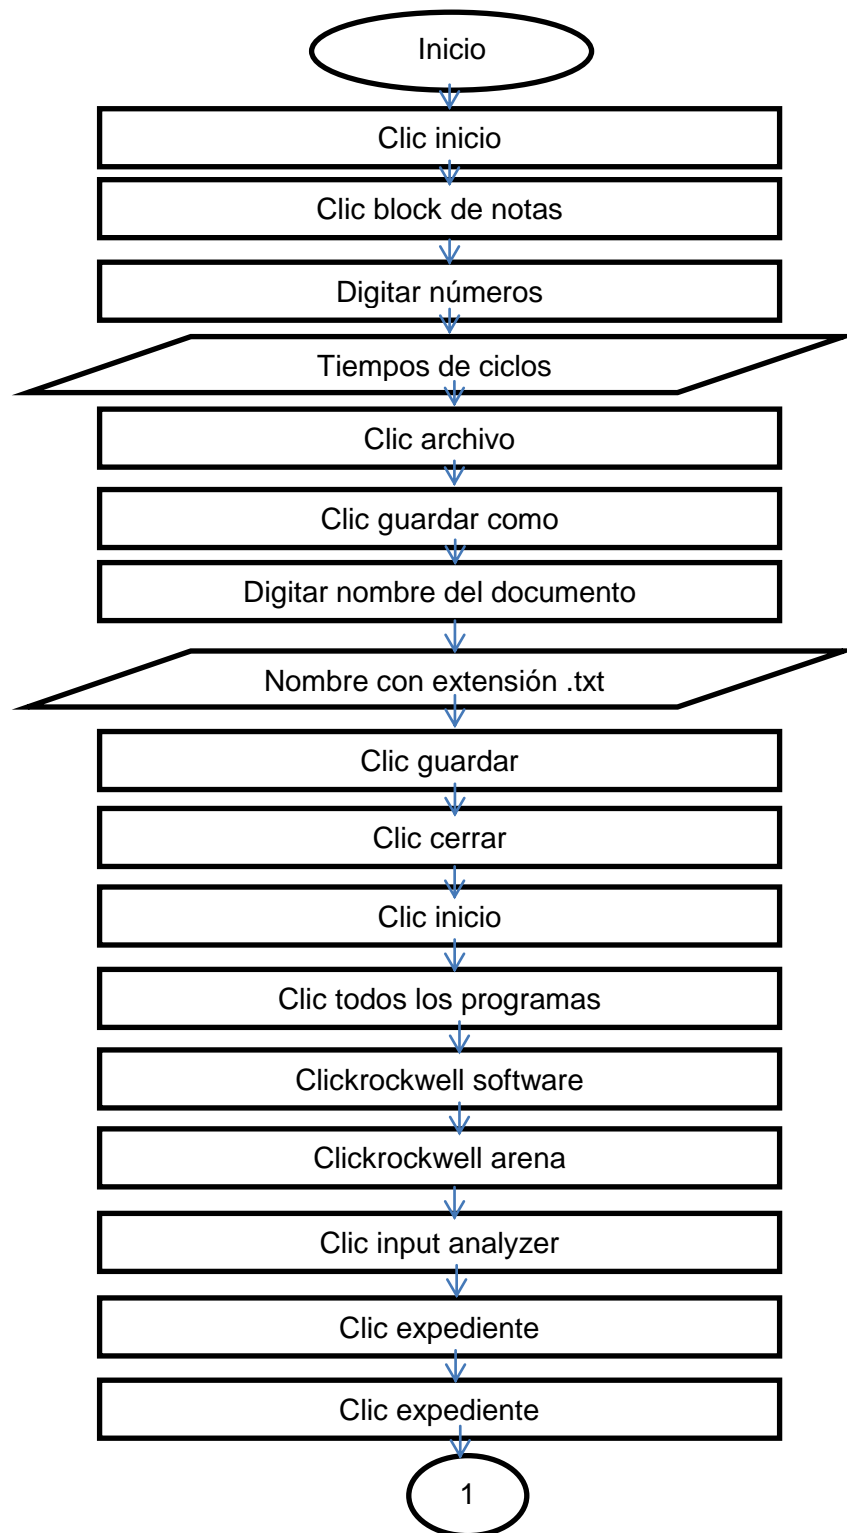 Inicio
Clic inicio
Clic block de notas
Digitar números
Tiempos de ciclos
Clic archivo
Clic guardar como
Digitar nombre del documento
Nombre con extensión .txt
Clic guardar
Clic cerrar
Clic inicio
Clic todos los programas
Clickrockwell software
Clickrockwell arena
Clic input analyzer
Clic expediente
Clic expediente
1